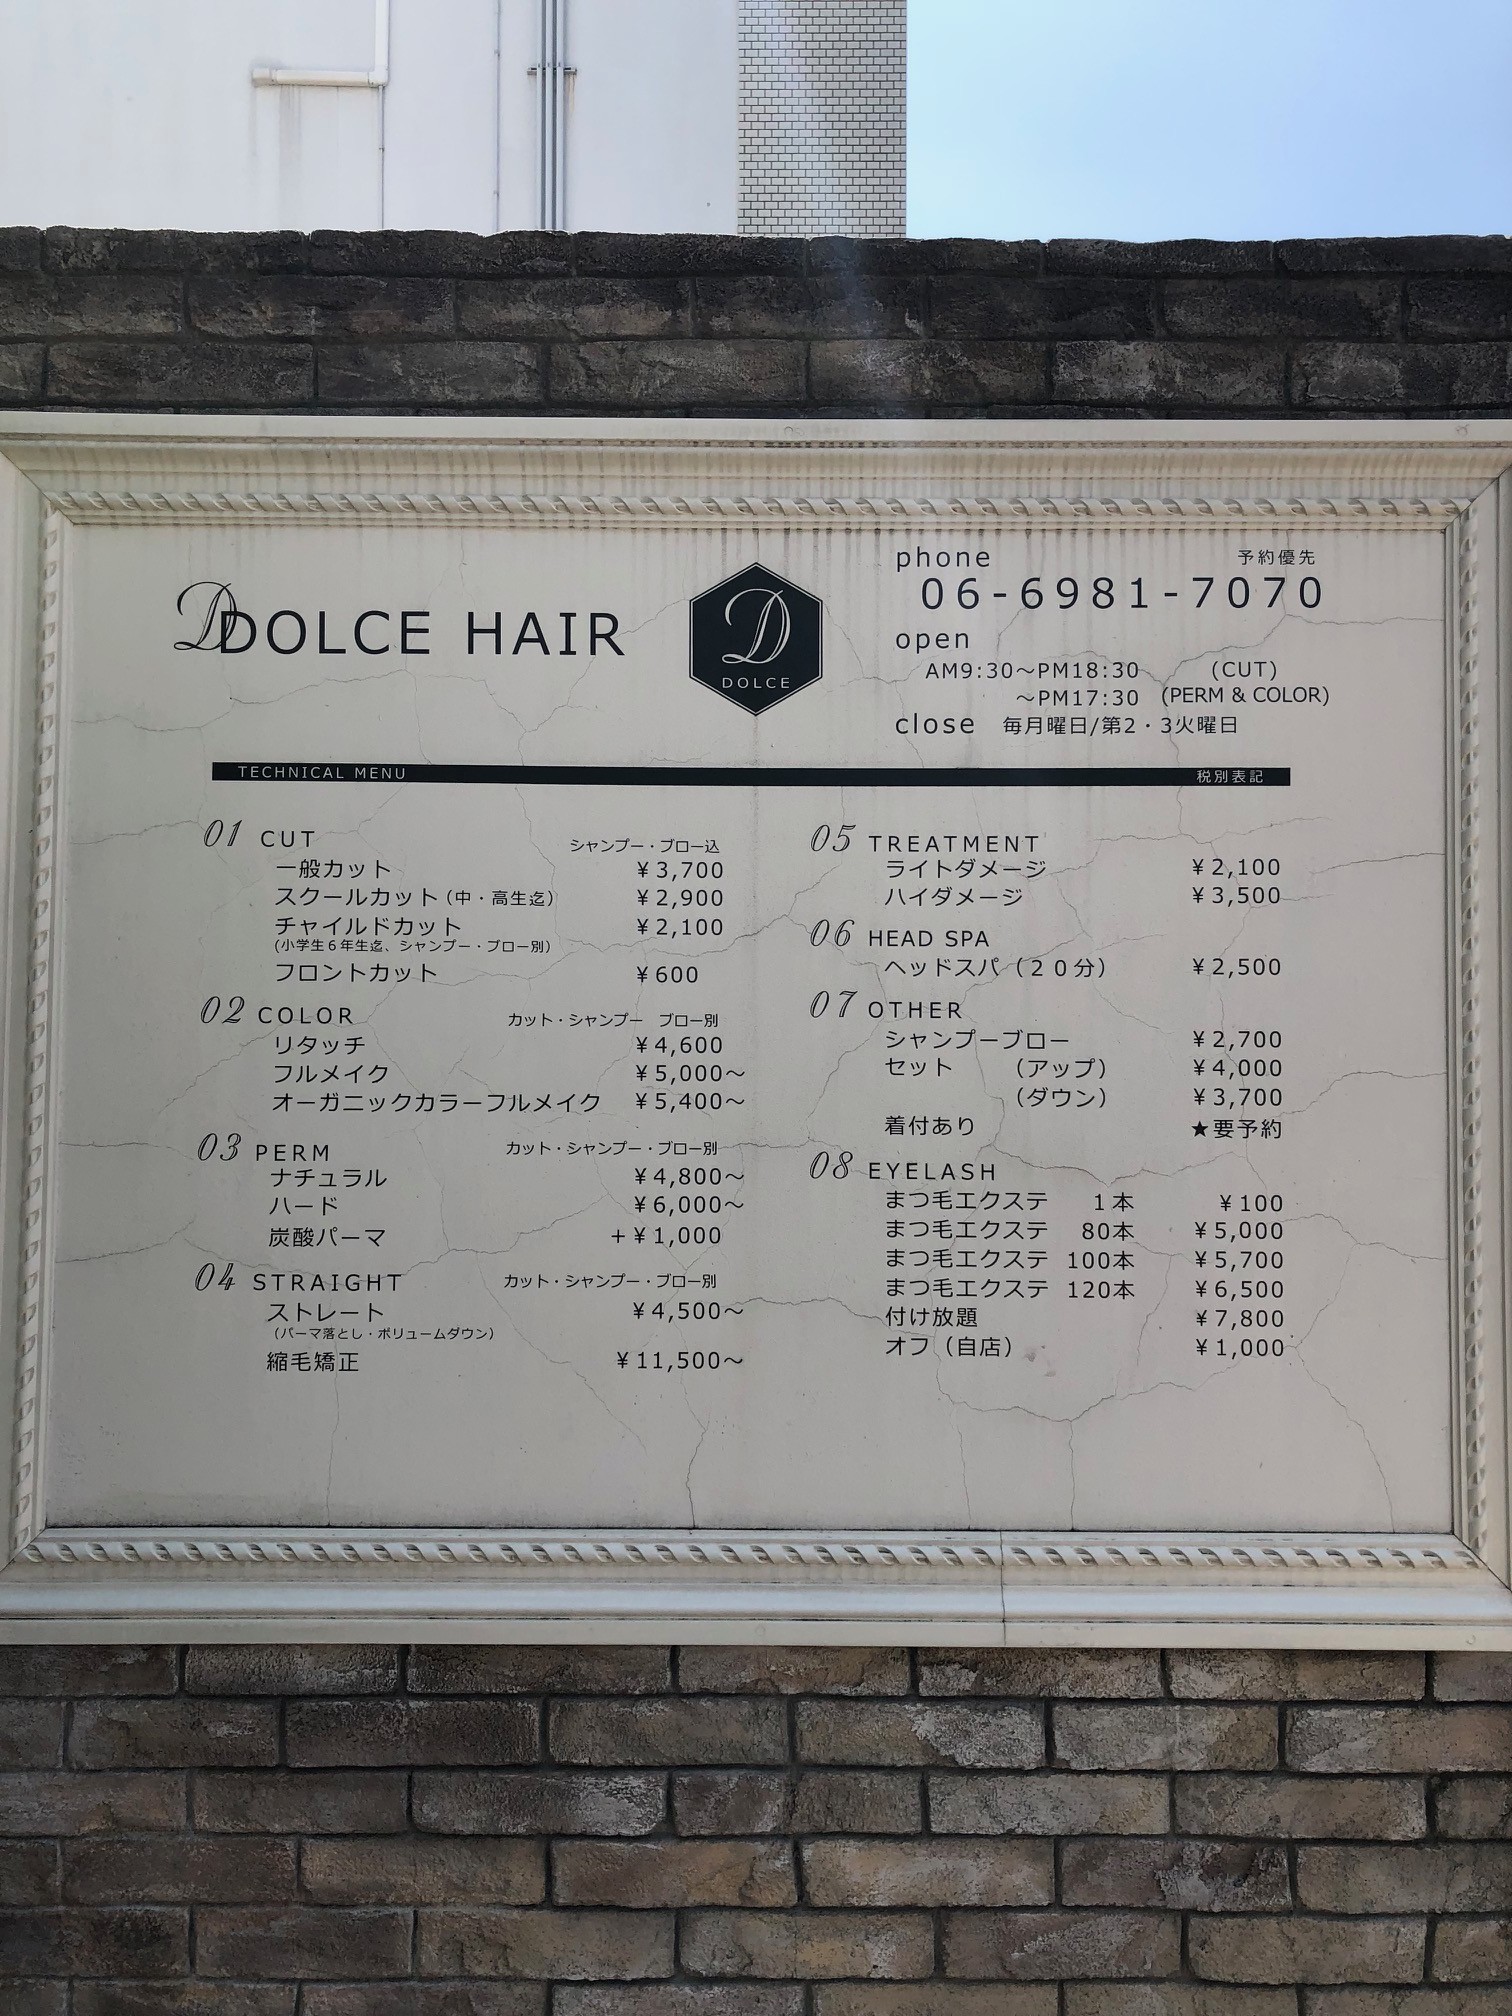 D DOLCE HAIR
D
DOLCE
phone 予約優先
06-6981-7070
open
AM9:30～PM18:30 (CUT)
～PM17:30 (PERM & COLOR)
close 毎月曜日/第2・3火曜日
TECHNICAL MENU 税別表記
01 CUT シャンプー・ブロー込
一般カット ¥3,700
スクールカット（中・高生迄） ¥2,900
チャイルドカット ¥2,100
(小学生６年生迄、シャンプー・ブロー別)
フロントカット ¥600
02 COLOR カット・シャンプー ブロー別
リタッチ ¥4,600
フルメイク ¥5,000～
オーガニックカラーフルメイク ¥5,400～
03 PERM カット・シャンプー・ブロー別
ナチュラル ¥4,800～
ハード ¥6,000～
炭酸パーマ +¥1,000
04 STRAIGHT カット・シャンプー・ブロー別
ストレート ¥4,500～
（パーマ落とし・ボリュームダウン）
縮毛矯正 ¥11,500～
05 TREATMENT
ライトダメージ ¥2,100
ハイダメージ ¥3,500
06 HEAD SPA
ヘッドスパ（２０分） ¥2,500
07 OTHER
シャンプーブロー ¥2,700
セット （アップ） ¥4,000
（ダウン） ¥3,700
着付あり ★要予約
08 EYELASH
まつ毛エクステ 1本 ¥100
まつ毛エクステ 80本 ¥5,000
まつ毛エクステ 100本 ¥5,700
まつ毛エクステ 120本 ¥6,500
付け放題 ¥7,800
オフ（自店） ¥1,000